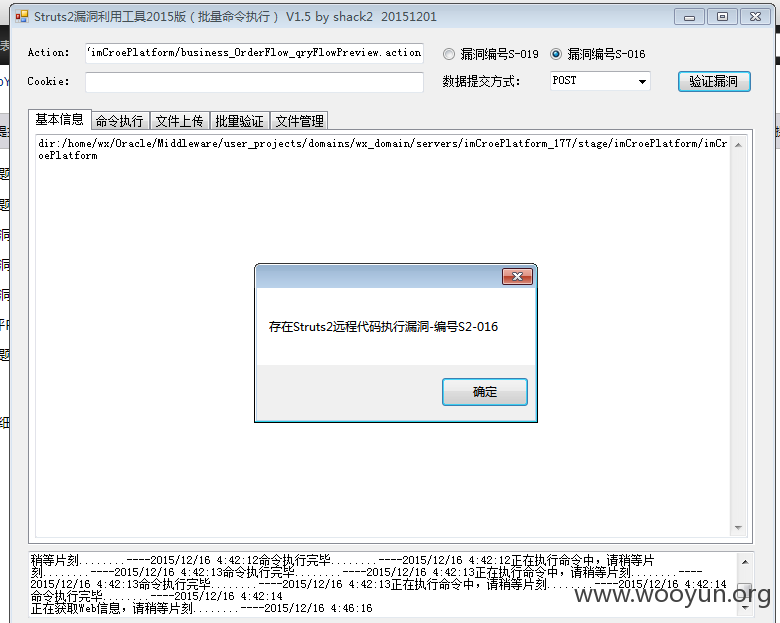 Struts2漏洞利用工具2015版（批量命令执行） V1.5 by shack2 20151201
Action: 'imCroePlatform/business_OrderFlow_qryFlowPreview.action 漏洞编号S-019 漏洞编号S-016
Cookie: 数据提交方式: POST 验证漏洞
基本信息 命令执行 文件上传 批量验证 文件管理
dir:/home/wx/Oracle/Middleware/user_projects/domains/wx_domain/servers/imCroePlatform_177/stage/imCroePlatform/imCr
oePlatform
存在Struts2远程代码执行漏洞-编号S2-016
确定
稍等片刻........----2015/12/16 4:42:12命令执行完毕........----2015/12/16 4:42:12正在执行命令中，请稍等片
刻........----2015/12/16 4:42:13命令执行完毕........----2015/12/16 4:42:13正在执行命令中，请稍等片刻........----
2015/12/16 4:42:13命令执行完毕........----2015/12/16 4:42:13正在执行命令中，请稍等片刻........----2015/12/16 4:42:14
命令执行完毕........----2015/12/16 4:42:14
正在获取Web信息，请稍等片刻........----2015/12/16 4:46:16
www.wooyun.org